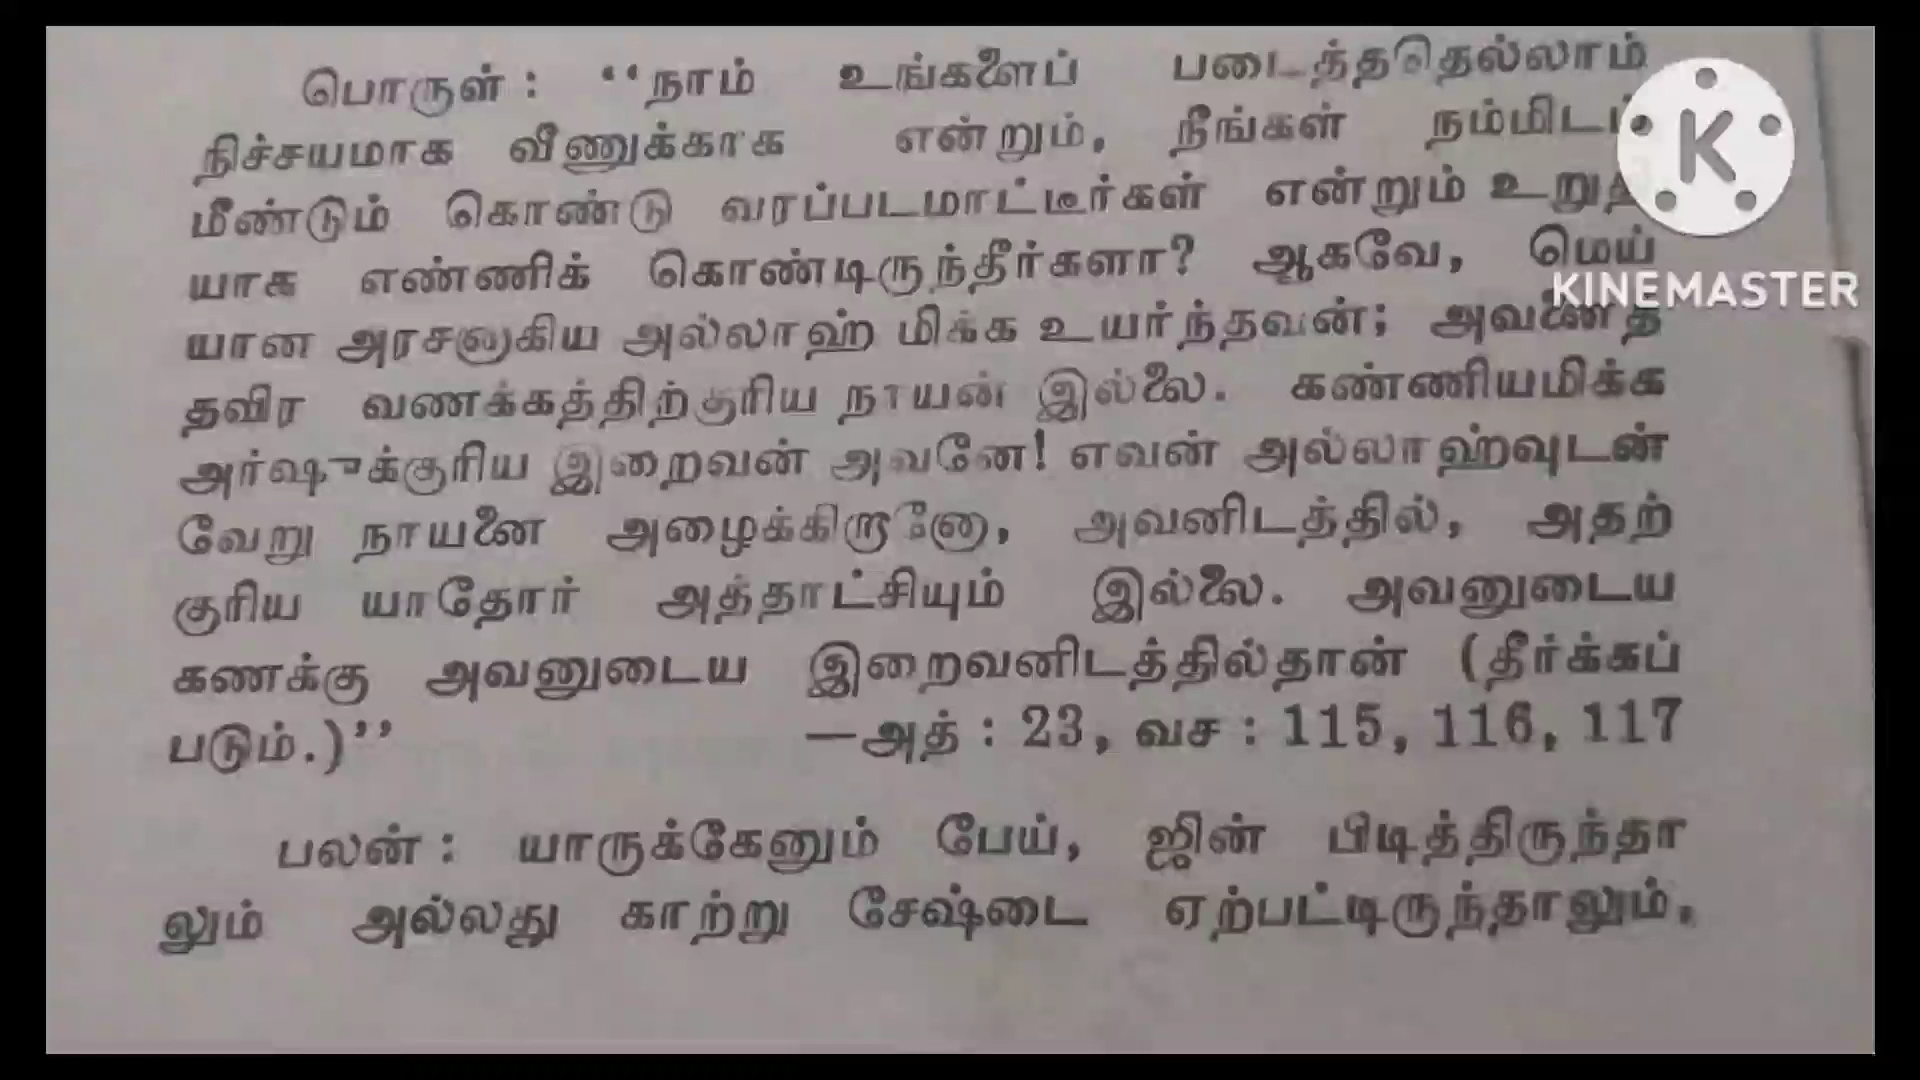 பொருள் : ‘‘நாம் உங்களைப் படைத்ததெல்லாம்
நிச்சயமாக வீணுக்காக என்றும், நீங்கள் நம்மிடம்
மீண்டும் கொண்டு வரப்படமாட்டீர்கள் என்றும் உறுதி
யாக எண்ணிக் கொண்டிருந்தீர்களா? ஆகவே, மெய்
யான அரசனாகிய அல்லாஹ் மிக்க உயர்ந்தவன்; அவனைத்
தவிர வணக்கத்திற்குரிய நாயன் இல்லை. கண்ணியமிக்க
அர்ஷுக்குரிய இறைவன் அவனே! எவன் அல்லாஹ்வுடன்
வேறு நாயனை அழைக்கிறானோ, அவனிடத்தில், அதற்
குரிய யாதோர் அத்தாட்சியும் இல்லை. அவனுடைய
கணக்கு அவனுடைய இறைவனிடத்தில்தான் (தீர்க்கப்
படும்.)’’ —அத் : 23, வச : 115, 116, 117
பலன் : யாருக்கேனும் பேய், ஜின் பிடித்திருந்தா
லும் அல்லது காற்று சேஷ்டை ஏற்பட்டிருந்தாலும்,
K
KINEMASTER